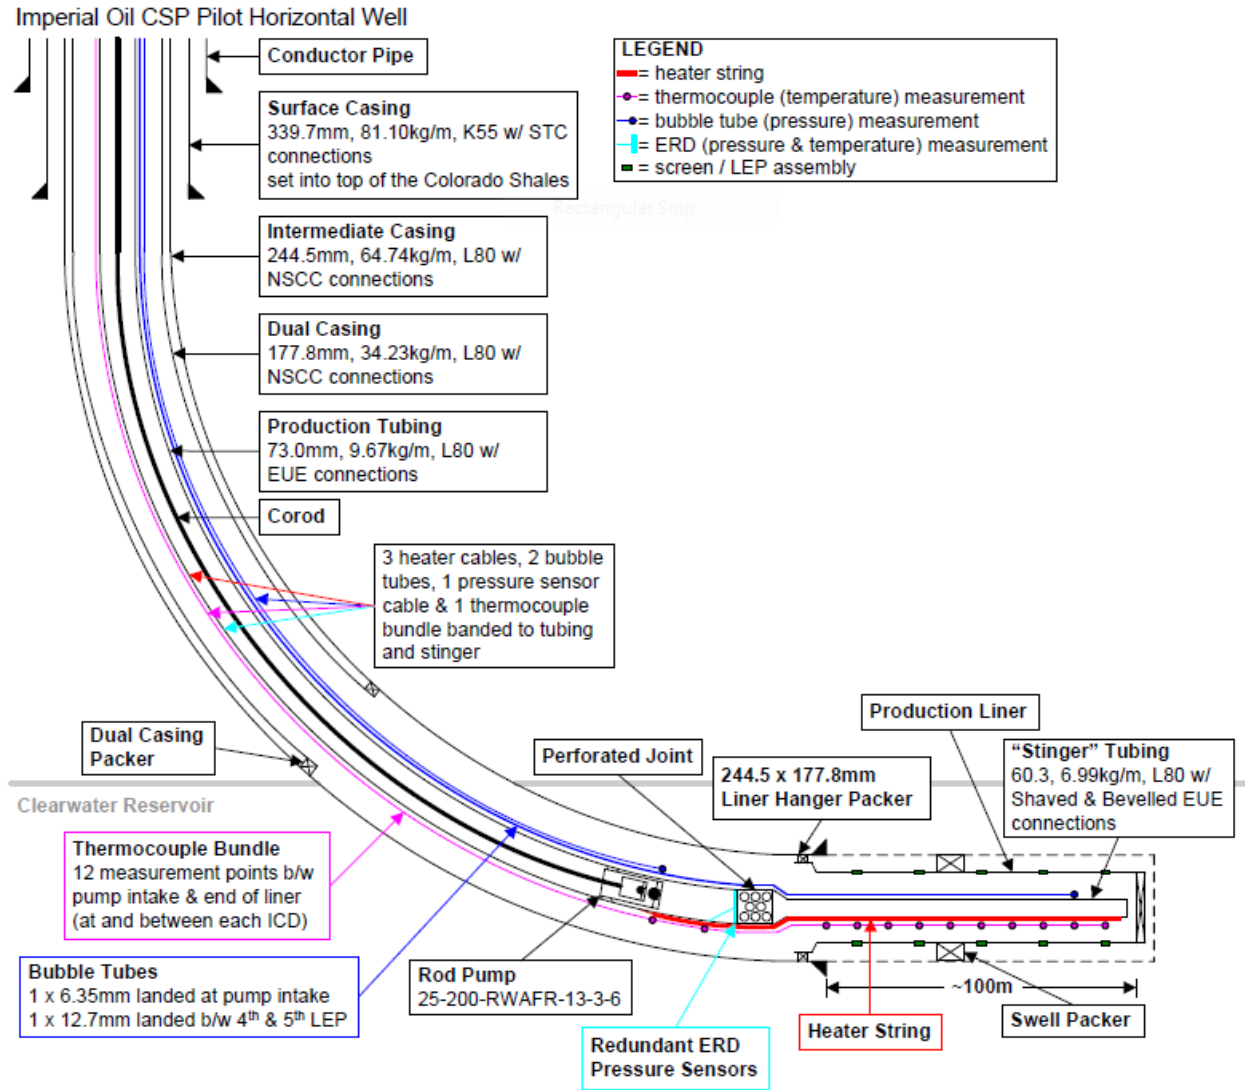 Imperial Oil CSP Pilot Horizontal Well
Conductor Pipe
Surface Casing
339.7mm, 81.10kg/m, K55 w/ STC
connections
set into top of the Colorado Shales
LEGEND
= heater string
= thermocouple (temperature) measurement
= bubble tube (pressure) measurement
= ERD (pressure & temperature) measurement
= screen / LEP assembly
Rectangular Snip
Intermediate Casing
244.5mm, 64.74kg/m, L80 w/
NSCC connections
Dual Casing
177.8mm, 34.23kg/m, L80 w/
NSCC connections
Production Tubing
73.0mm, 9.67kg/m, L80 w/
EUE connections
Corod
3 heater cables, 2 bubble
tubes, 1 pressure sensor
cable & 1 thermocouple
bundle banded to tubing
and stinger
Dual Casing
Packer
Perforated Joint
Production Liner
244.5 x 177.8mm
Liner Hanger Packer
“Stinger” Tubing
60.3, 6.99kg/m, L80 w/
Shaved & Bevelled EUE
connections
Clearwater Reservoir
Thermocouple Bundle
12 measurement points b/w
pump intake & end of liner
(at and between each ICD)
Bubble Tubes
1 x 6.35mm landed at pump intake
1 x 12.7mm landed b/w 4th & 5th LEP
Rod Pump
25-200-RWAFR-13-3-6
Redundant ERD
Pressure Sensors
~100m
Heater String
Swell Packer